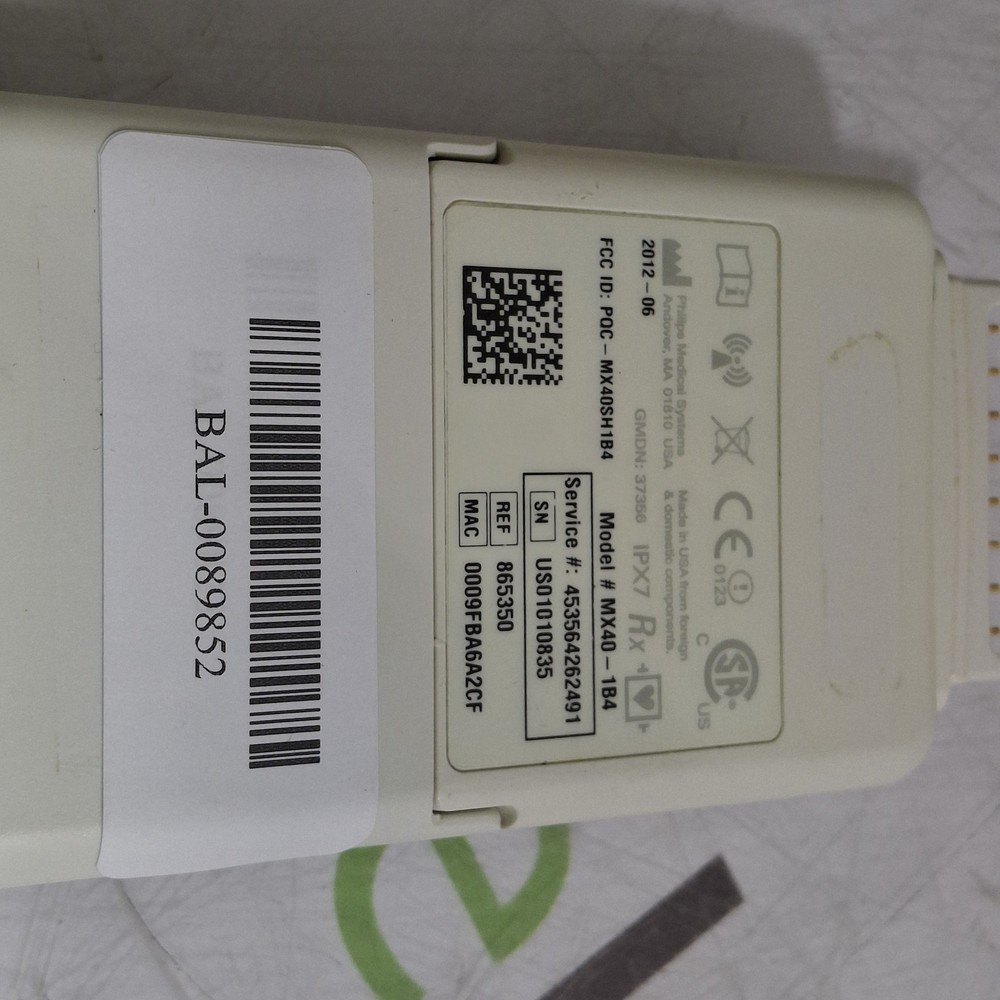 CE 0123
C SA US
Philips Medical Systems
Andover, MA 01810 USA
Made in USA from foreign
& domestic components.
2012-06
GMDN: 37356 IPX7 Rx
FCC ID: PQC-MX40SH1B4 Model # MX40-1B4
Service #: 453564262491
SN US01010835
REF 865350
MAC 0009FBA6A2CF
BAL-0089852